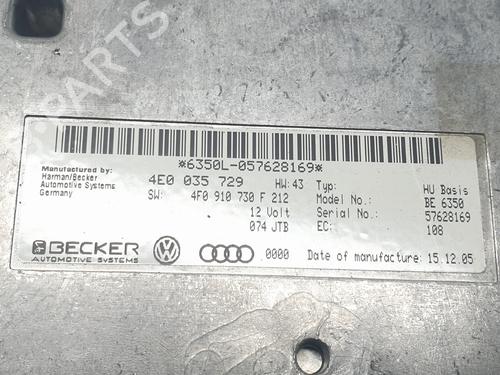 *6350L-057628169*
Manufactured by:
Harman/Becker
Automotive Systems
Germany
4E0 035 729 HW: 43 Typ: HU Basis
SW: 4F0 910 730 F 212 Model No.: BE 6350
12 Volt Serial No.: 57628169
074 JTB EC: 108
BECKER
AUTOMOTIVE SYSTEMS
.0000 Date of manufacture: 15.12.05
B PARTS